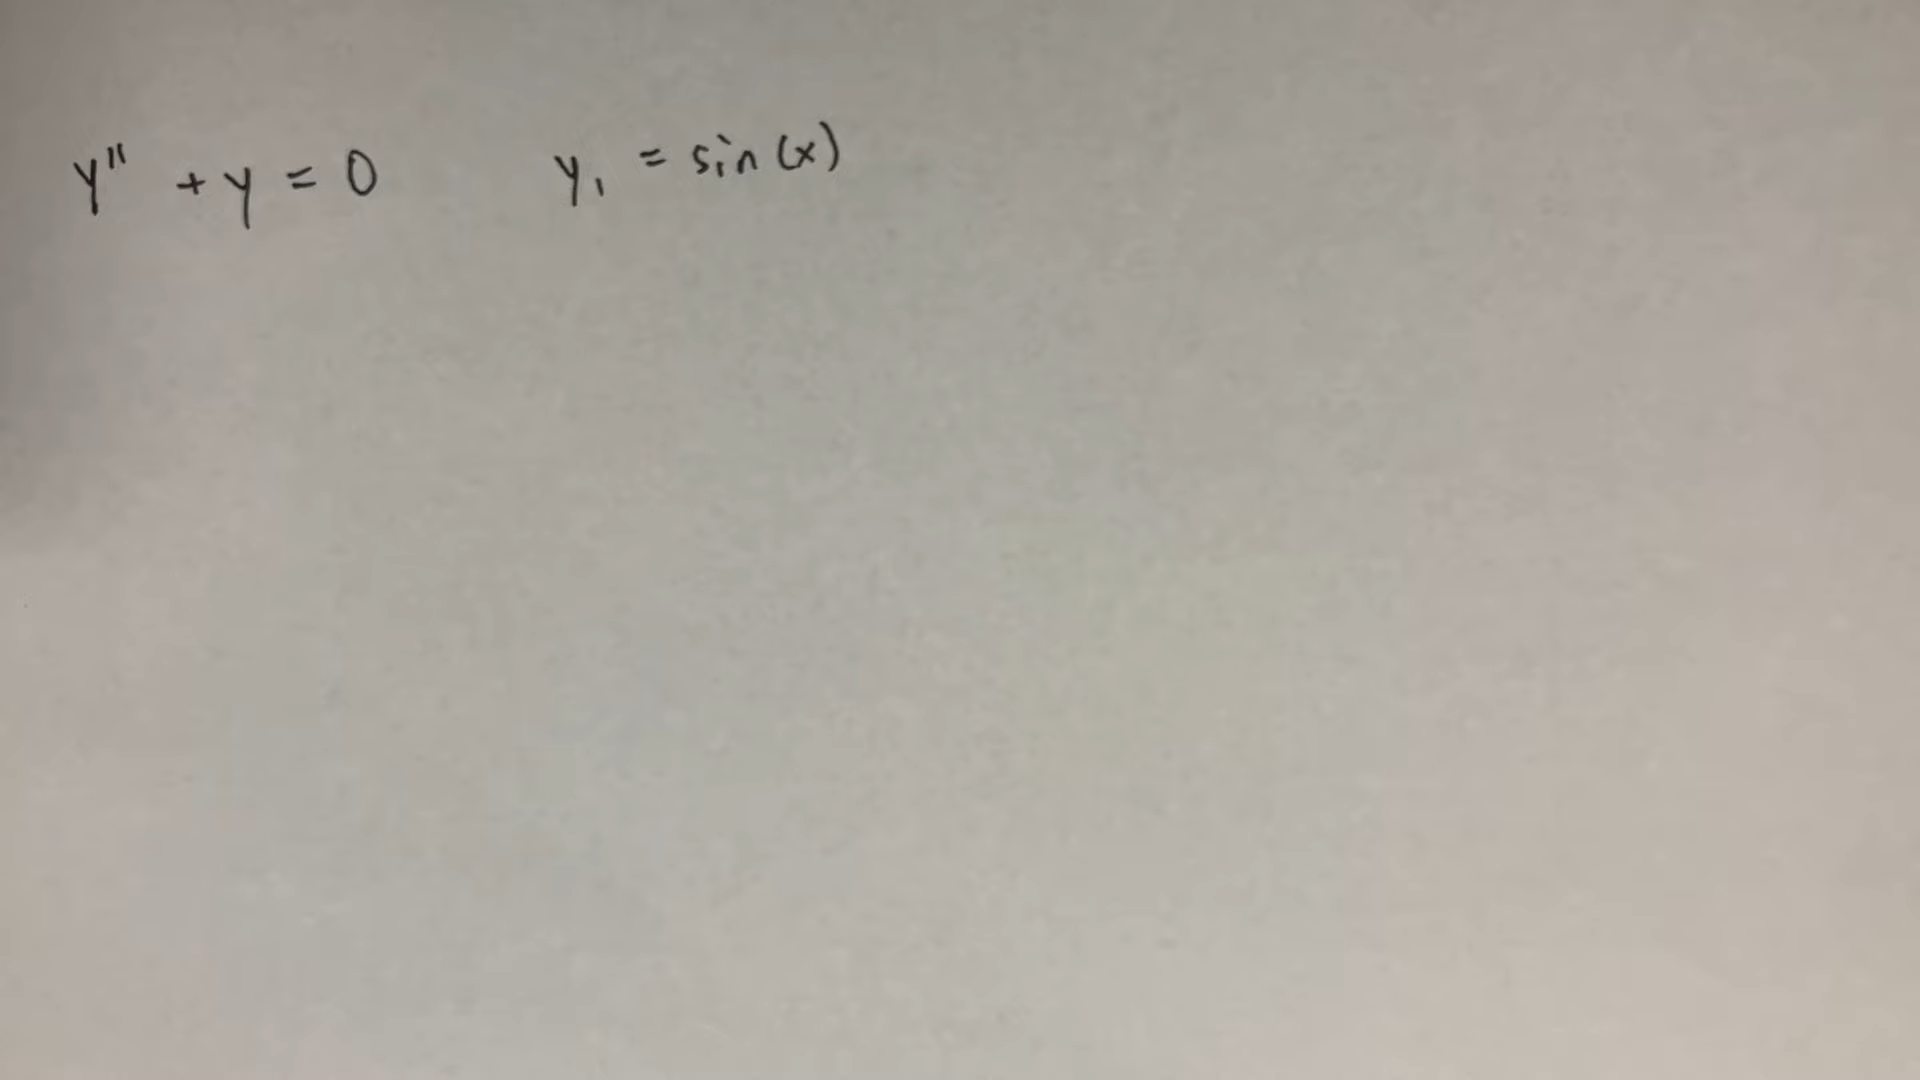 y'' + y = 0 y₁ = sin(x)